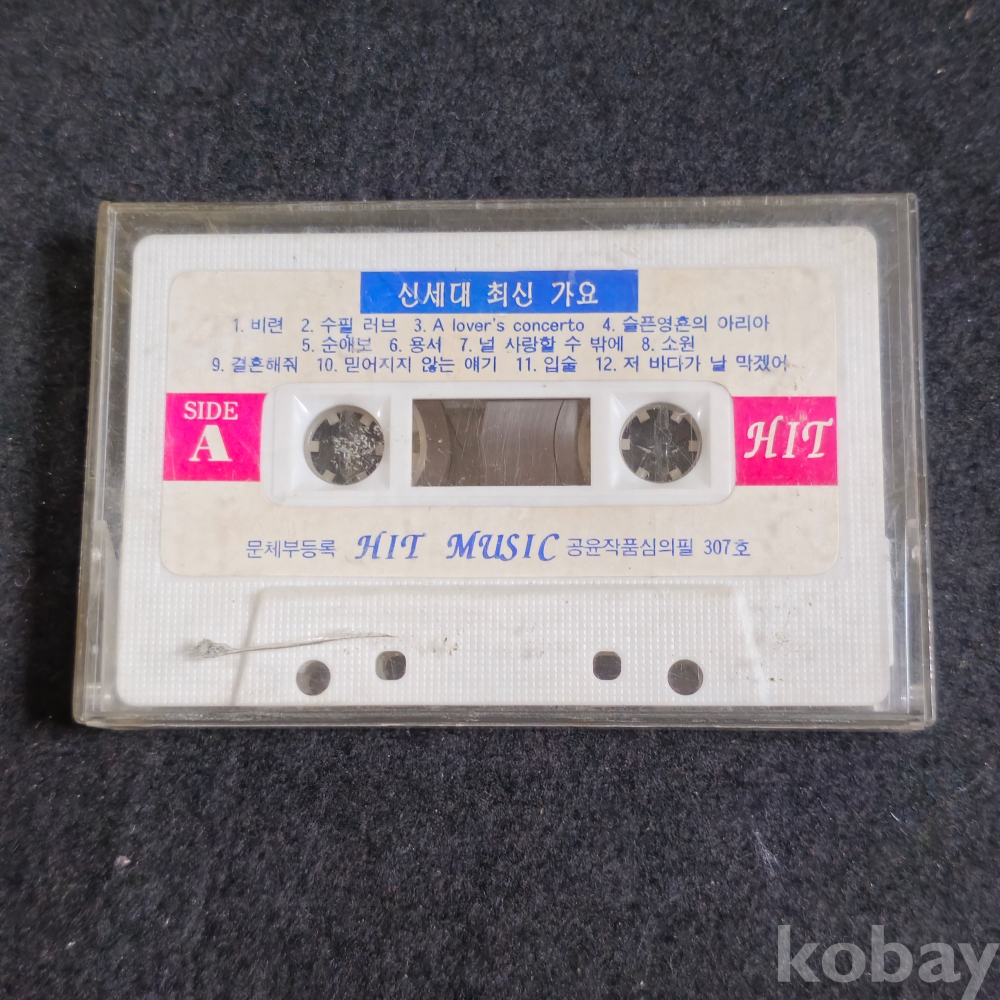 신세대 최신 가요
1. 비련 2. 수필 러브 3. A lover's concerto 4. 슬픈영혼의 아리아
5. 순애보 6. 용서 7. 널 사랑할 수 밖에 8. 소원
9. 결혼해줘 10. 믿어지지 않는 얘기 11. 입술 12. 저 바다가 날 막겠어
SIDE
A
HIT
문체부등록 HIT MUSIC 공윤작품심의필 307호
kobay